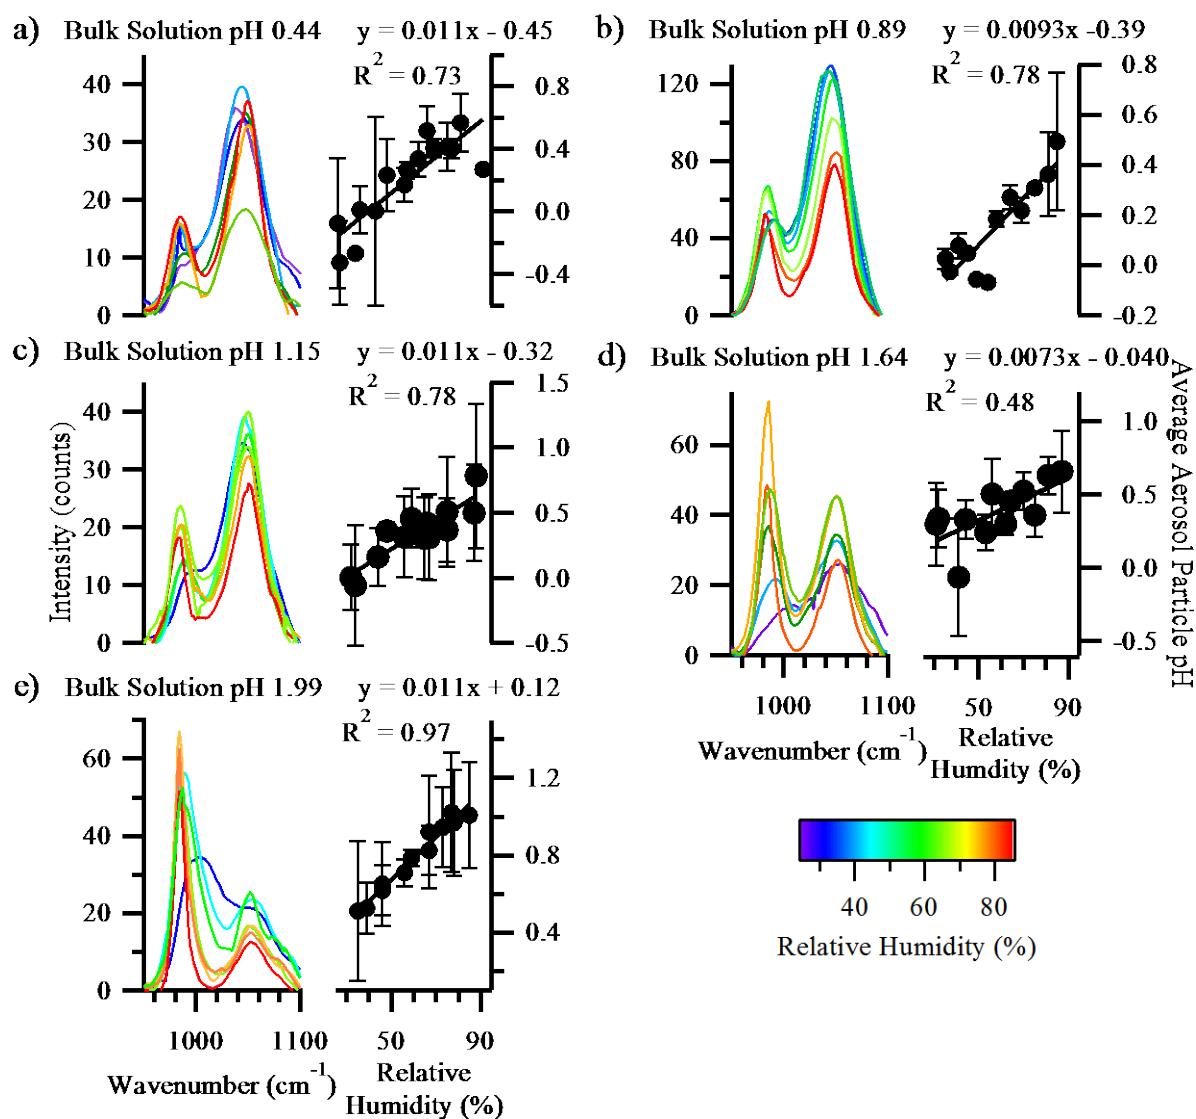 a) Bulk Solution pH 0.44 y = 0.011x - 0.45
R² = 0.73
40
30
20
10
0
0.8
0.4
0.0
-0.4
b) Bulk Solution pH 0.89 y = 0.0093x -0.39
R² = 0.78
120
80
40
0
0.8
0.6
0.4
0.2
0.0
-0.2
c) Bulk Solution pH 1.15 y = 0.011x - 0.32
R² = 0.78
40
30
20
10
0
1.5
1.0
0.5
0.0
-0.5
Intensity (counts)
d) Bulk Solution pH 1.64 y = 0.0073x - 0.040
R² = 0.48
60
40
20
0
1.0
0.5
0.0
-0.5
Average Aerosol Particle pH
1000 1100 50 90
Wavenumber (cm⁻¹) Relative
Humdity (%)
e) Bulk Solution pH 1.99 y = 0.011x + 0.12
R² = 0.97
60
40
20
0
1.2
0.8
0.4
1000 1100 50 90
Wavenumber (cm⁻¹) Relative
Humidity (%)
40 60 80
Relative Humidity (%)